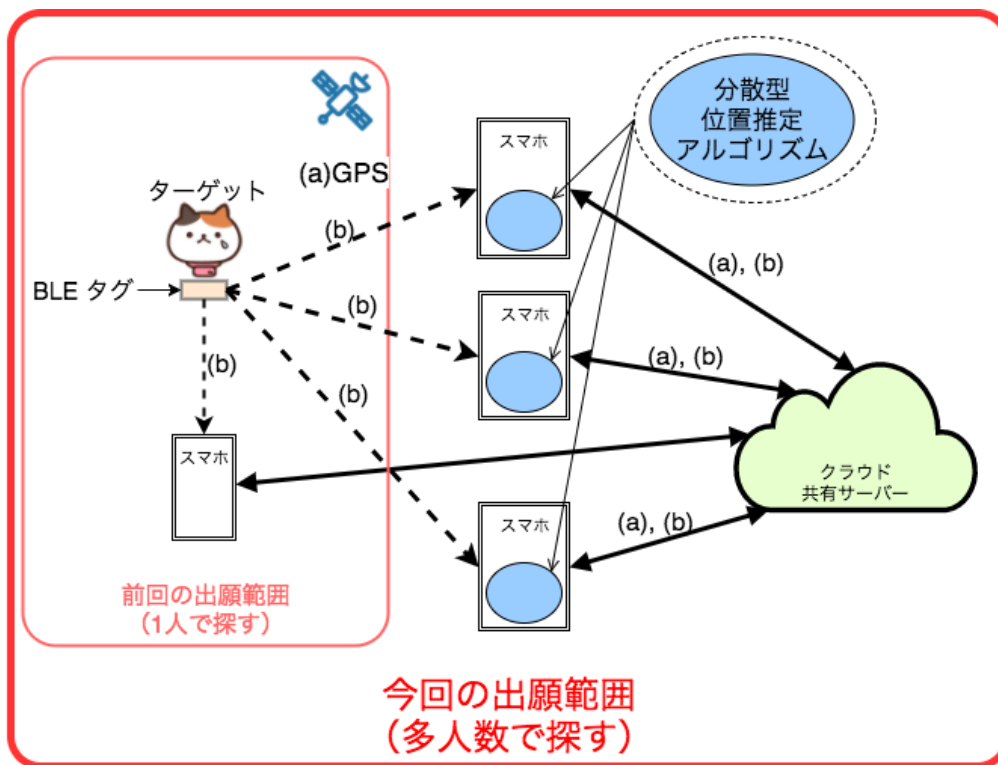 分散型
位置推定
アルゴリズム
スマホ
(a)GPS
ターゲット
(b)
(a), (b)
BLE タグ
スマホ
(b)
(a), (b)
(b)
(b)
スマホ
クラウド
共有サーバー
スマホ
(a), (b)
前回の出願範囲
（1人で探す）
今回の出願範囲
（多人数で探す）